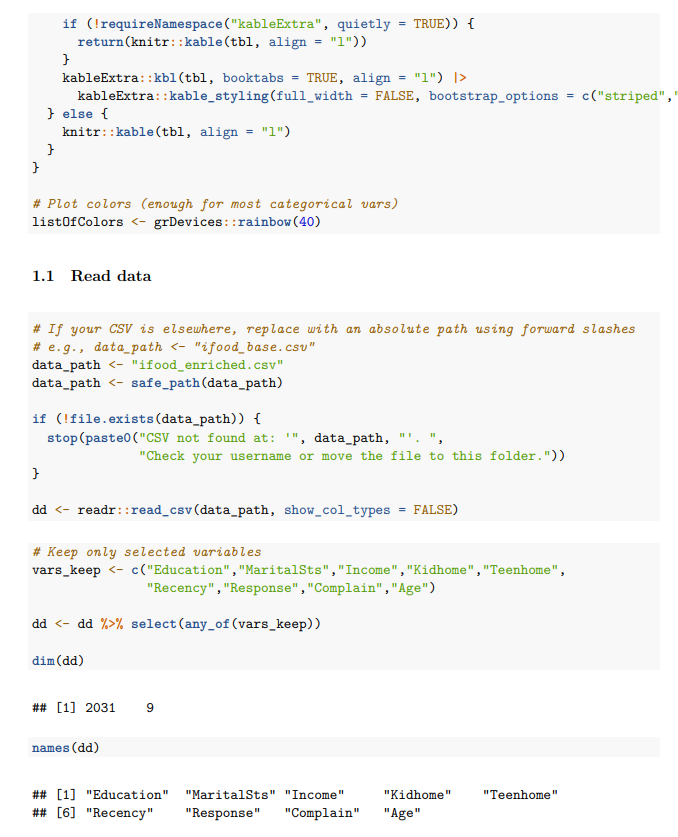 if (!requireNamespace("kableExtra", quietly = TRUE)) {
return(knitr::kable(tbl, align = "l"))
}
kableExtra::kbl(tbl, booktabs = TRUE, align = "l") |>
kableExtra::kable_styling(full_width = FALSE, bootstrap_options = c("striped","
} else {
knitr::kable(tbl, align = "l")
}
}
# Plot colors (enough for most categorical vars)
listOfColors <- grDevices::rainbow(40)
1.1 Read data
# If your CSV is elsewhere, replace with an absolute path using forward slashes
# e.g., data_path <- "ifood_base.csv"
data_path <- "ifood_enriched.csv"
data_path <- safe_path(data_path)
if (!file.exists(data_path)) {
stop(paste0("CSV not found at: '", data_path, "'. ",
"Check your username or move the file to this folder."))
}
dd <- readr::read_csv(data_path, show_col_types = FALSE)
# Keep only selected variables
vars_keep <- c("Education","MaritalSts","Income","Kidhome","Teenhome",
"Recency","Response","Complain","Age")
dd <- dd %>% select(any_of(vars_keep))
dim(dd)
## [1] 2031 9
names(dd)
## [1] "Education" "MaritalSts" "Income" "Kidhome" "Teenhome"
## [6] "Recency" "Response" "Complain" "Age"